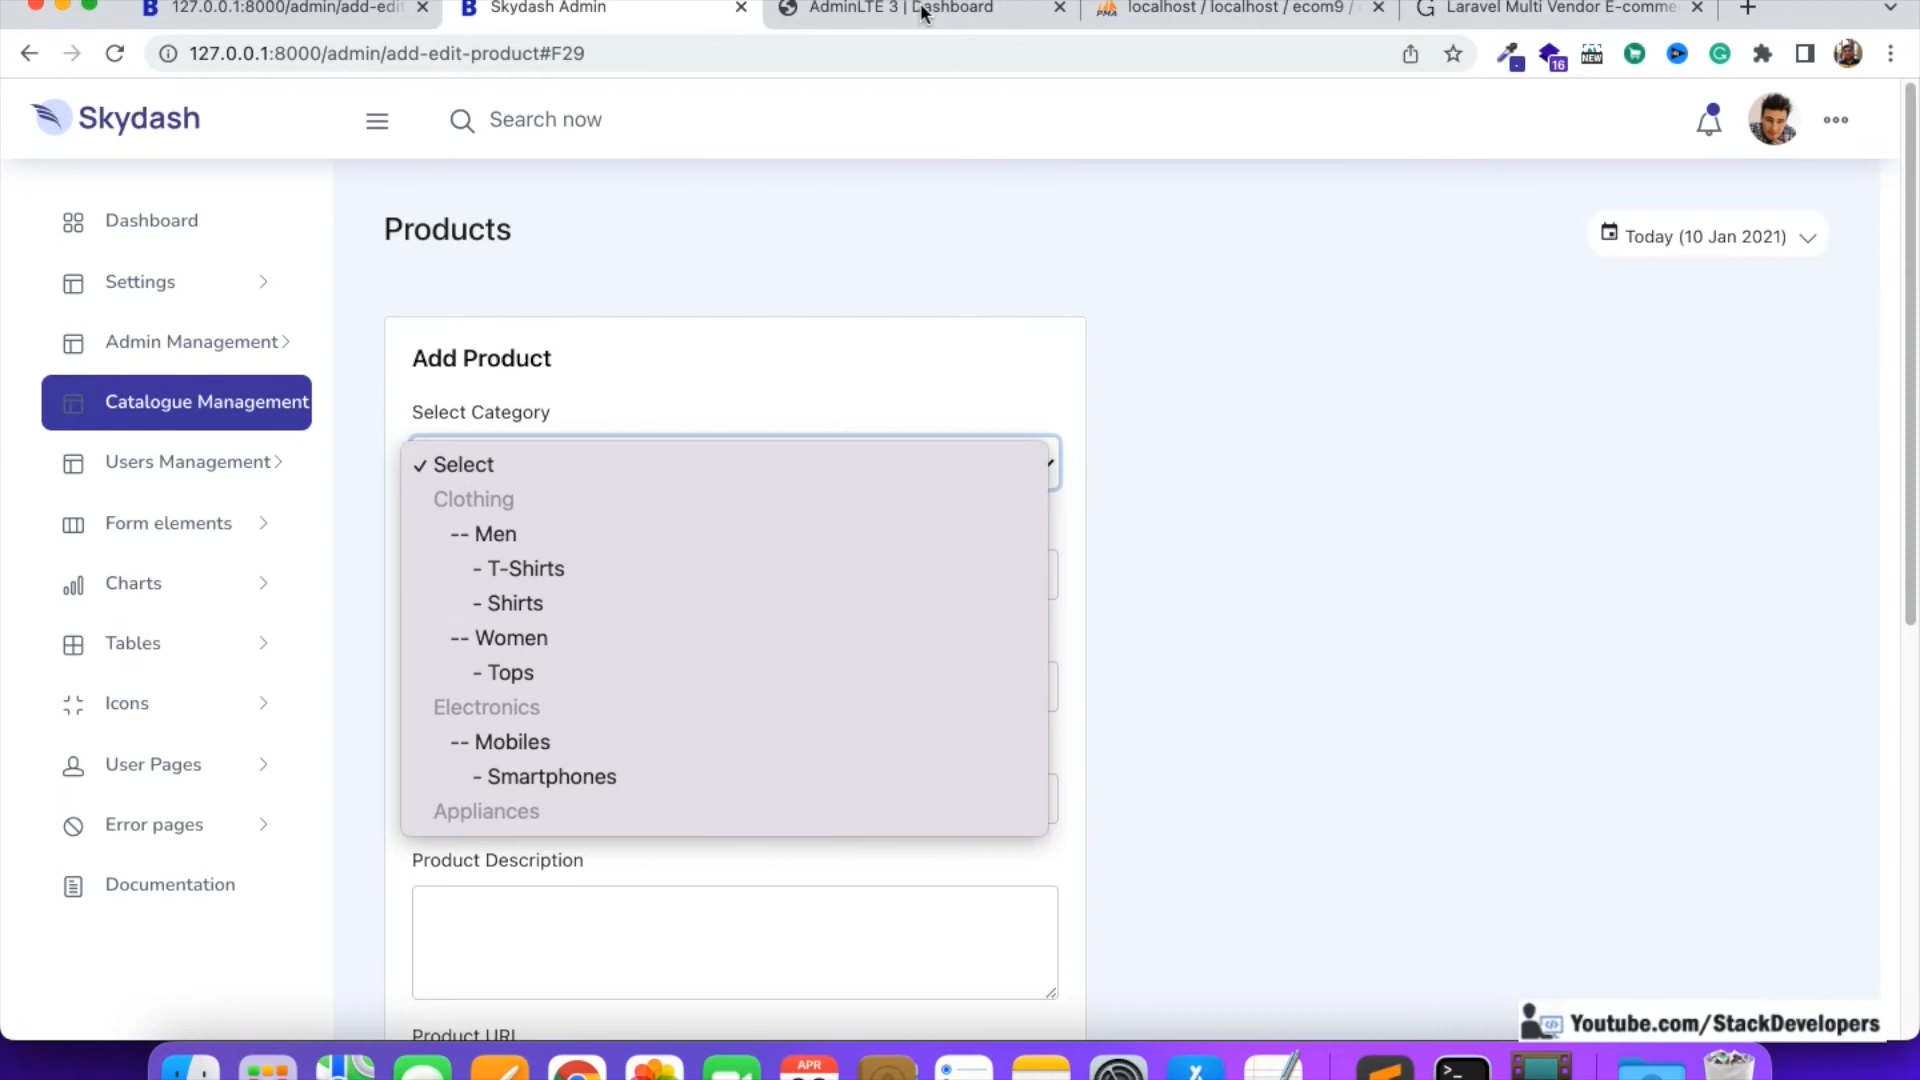 127.0.0.1:8000/admin/add-edit
Skydash Admin
AdminLTE 3 | Dashboard
localhost / localhost / ecom9 /
Laravel Multi Vendor E-comme
127.0.0.1:8000/admin/add-edit-product#F29
16
NEW
Skydash
Search now
Dashboard
Settings
Admin Management
Catalogue Management
Users Management
Form elements
Charts
Tables
Icons
User Pages
Error pages
Documentation
Products
Today (10 Jan 2021)
Add Product
Select Category
✓ Select
Clothing
-- Men
- T-Shirts
- Shirts
-- Women
- Tops
Electronics
-- Mobiles
- Smartphones
Appliances
Product Description
Product URL
Youtube.com/StackDevelopers
APR